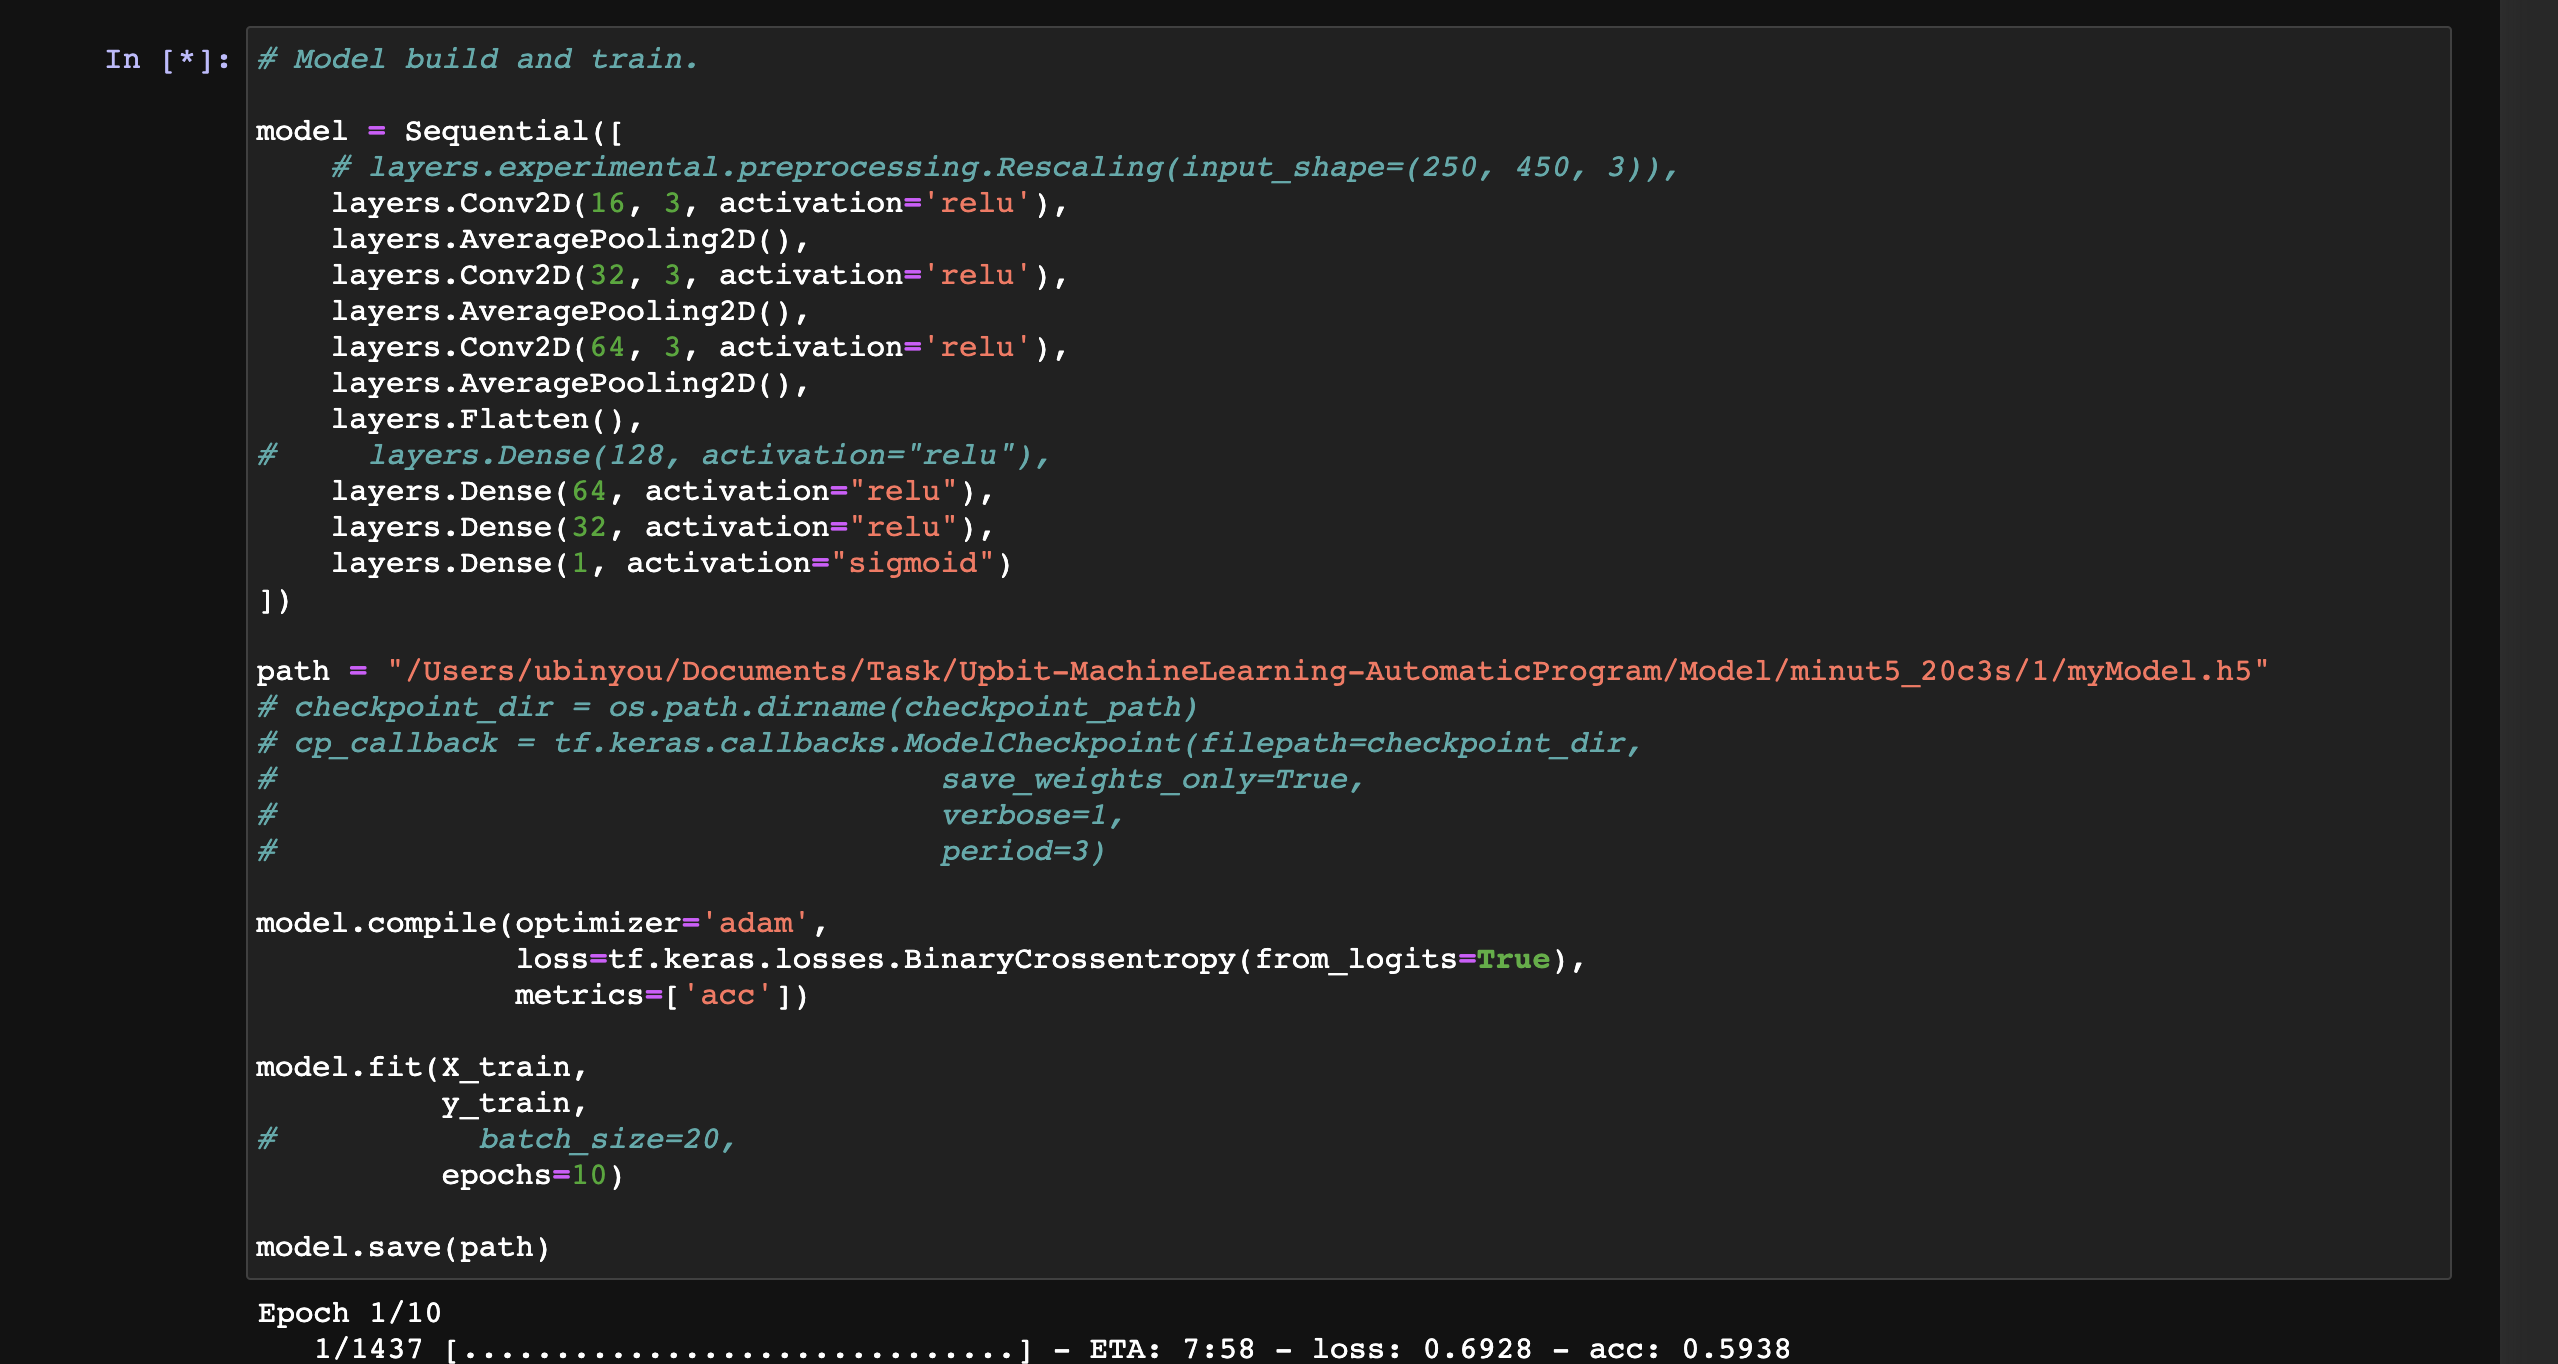 In [*]:
# Model build and train.
model = Sequential([
    # layers.experimental.preprocessing.Rescaling(input_shape=(250, 450, 3)),
    layers.Conv2D(16, 3, activation='relu'),
    layers.AveragePooling2D(),
    layers.Conv2D(32, 3, activation='relu'),
    layers.AveragePooling2D(),
    layers.Conv2D(64, 3, activation='relu'),
    layers.AveragePooling2D(),
    layers.Flatten(),
#     layers.Dense(128, activation="relu"),
    layers.Dense(64, activation="relu"),
    layers.Dense(32, activation="relu"),
    layers.Dense(1, activation="sigmoid")
])
path = "/Users/ubinyou/Documents/Task/Upbit-MachineLearning-AutomaticProgram/Model/minut5_20c3s/1/myModel.h5"
# checkpoint_dir = os.path.dirname(checkpoint_path)
# cp_callback = tf.keras.callbacks.ModelCheckpoint(filepath=checkpoint_dir,
#                                    save_weights_only=True,
#                                    verbose=1,
#                                    period=3)
model.compile(optimizer='adam',
              loss=tf.keras.losses.BinaryCrossentropy(from_logits=True),
              metrics=['acc'])
model.fit(X_train,
          y_train,
#           batch_size=20,
          epochs=10)
model.save(path)
Epoch 1/10
   1/1437 [..............................] - ETA: 7:58 - loss: 0.6928 - acc: 0.5938